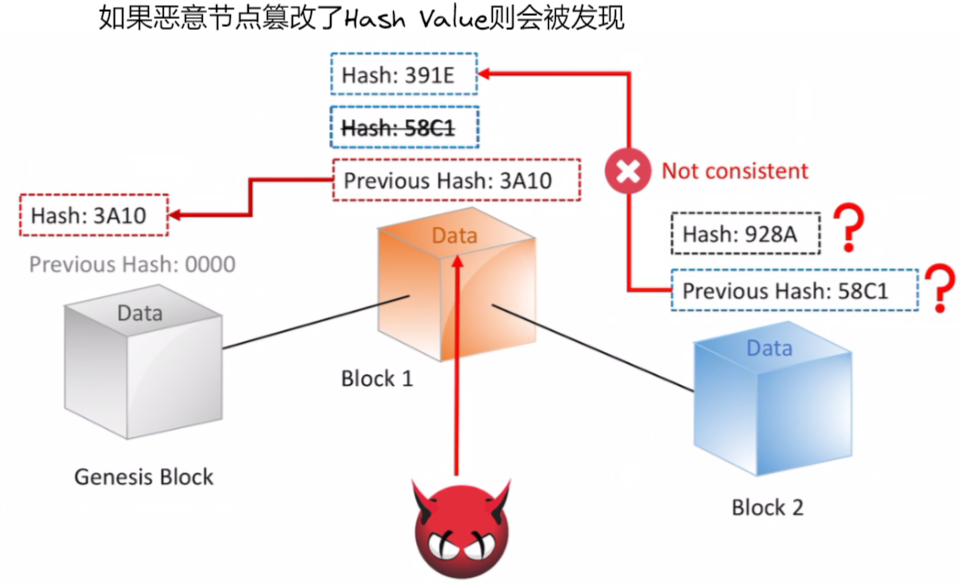 如果恶意节点篡改了Hash Value则会被发现
Hash: 391E
Hash: 58C1
Previous Hash: 3A10
Not consistent
Hash: 3A10
Previous Hash: 0000
Hash: 928A ?
Previous Hash: 58C1 ?
Data
Data
Data
Block 1
Genesis Block
Block 2